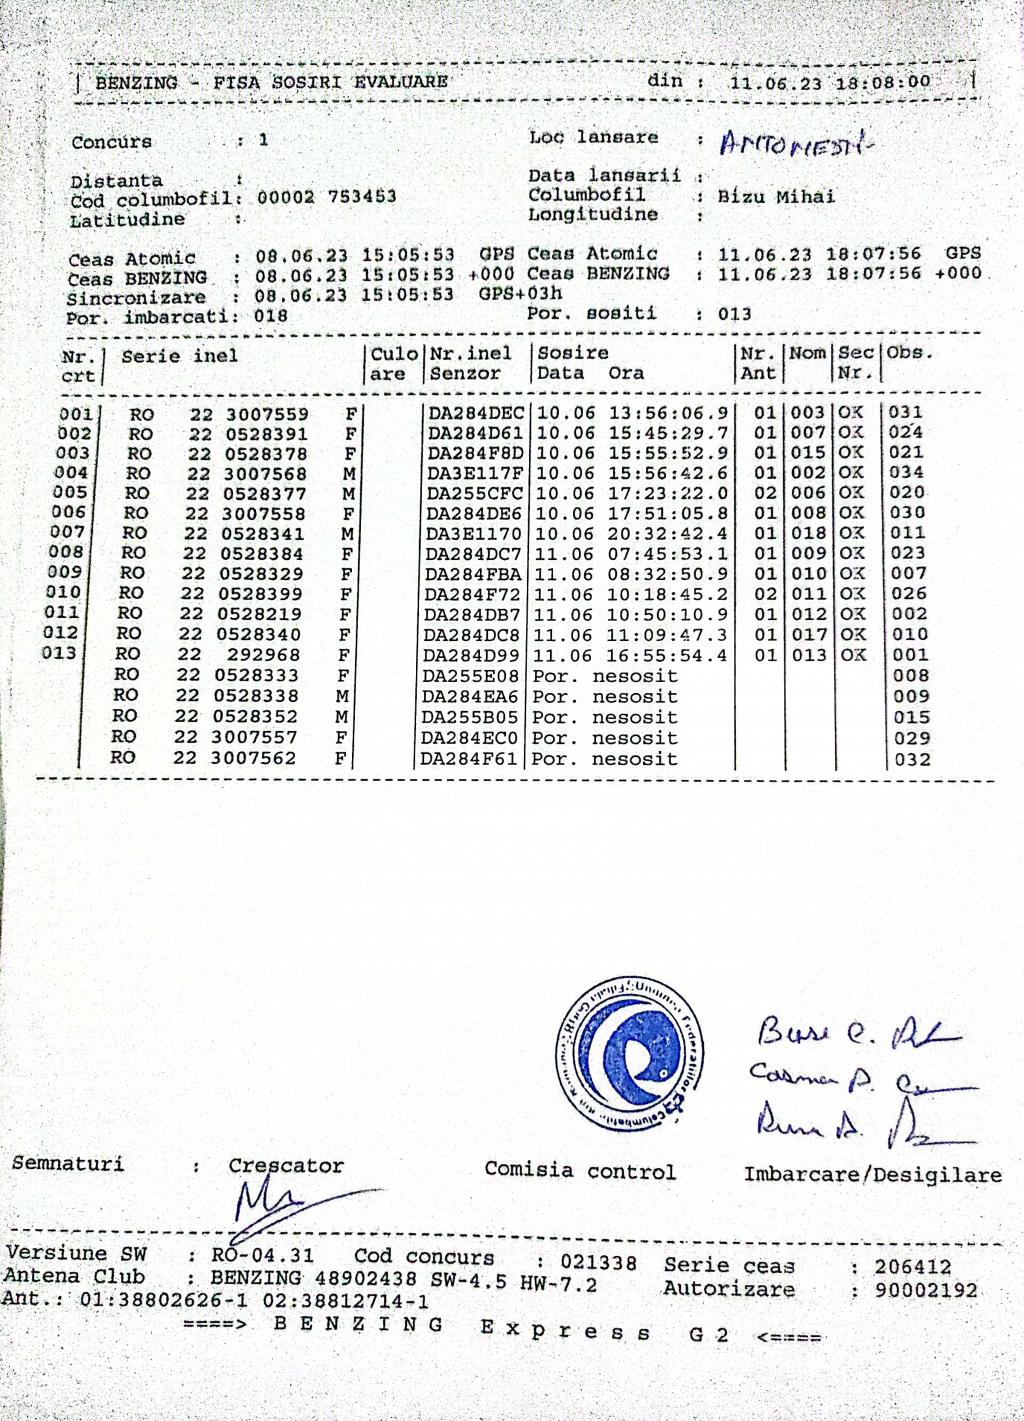 BENZING - FISA SOSIRI EVALUARE din : 11.06.23 18:08:00
Concurs : 1 Loc lansare :
Distanta : Data lansarii :
Cod columbofil: 00002 753453 Columbofil : Bizu Mihai
Latitudine : Longitudine :
Ceas Atomic : 08.06.23 15:05:53 GPS Ceas Atomic : 11.06.23 18:07:56 GPS
Ceas BENZING : 08.06.23 15:05:53 +000 Ceas BENZING : 11.06.23 18:07:56 +000
Sincronizare : 08.06.23 15:05:53 GPS+03h
Por. imbarcati: 018 Por. sositi : 013
Nr. Serie inel Culo Nr.inel Sosire Nr. Nom Sec Obs.
crt are Senzor Data Ora Ant Nr.
001 RO 22 3007559 F DA284DEC 10.06 13:56:06.9 01 003 OK 031
002 RO 22 0528391 F DA284D61 10.06 15:45:29.7 01 007 OK 024
003 RO 22 0528378 F DA284F8D 10.06 15:55:52.9 01 015 OK 021
004 RO 22 3007568 M DA3E117F 10.06 15:56:42.6 01 002 OK 034
005 RO 22 0528377 M DA255CFC 10.06 17:23:22.0 02 006 OK 020
006 RO 22 3007558 F DA284DE6 10.06 17:51:05.8 01 008 OK 030
007 RO 22 0528341 M DA3E1170 10.06 20:32:42.4 01 018 OK 011
008 RO 22 0528384 F DA284DC7 11.06 07:45:53.1 01 009 OK 023
009 RO 22 0528329 F DA284FBA 11.06 08:32:50.9 01 010 OK 007
010 RO 22 0528399 F DA284F72 11.06 10:18:45.2 02 011 OK 026
011 RO 22 0528219 F DA284DB7 11.06 10:50:10.9 01 012 OK 002
012 RO 22 0528340 F DA284DC8 11.06 11:09:47.3 01 017 OK 010
013 RO 22 292968 F DA284D99 11.06 16:55:54.4 01 013 OK 001
RO 22 0528333 F DA255E08 Por. nesosit 008
RO 22 0528338 M DA284EA6 Por. nesosit 009
RO 22 0528352 M DA255B05 Por. nesosit 015
RO 22 3007557 F DA284EC0 Por. nesosit 029
RO 22 3007562 F DA284F61 Por. nesosit 032
Semnaturi : Crescator Comisia control Imbarcare/Desigilare
Versiune SW : RO-04.31 Cod concurs : 021338 Serie ceas : 206412
Antena Club : BENZING 48902438 SW-4.5 HW-7.2 Autorizare : 90002192
Ant.: 01:38802626-1 02:38812714-1
====> B E N Z I N G E x p r e s s G 2 <====